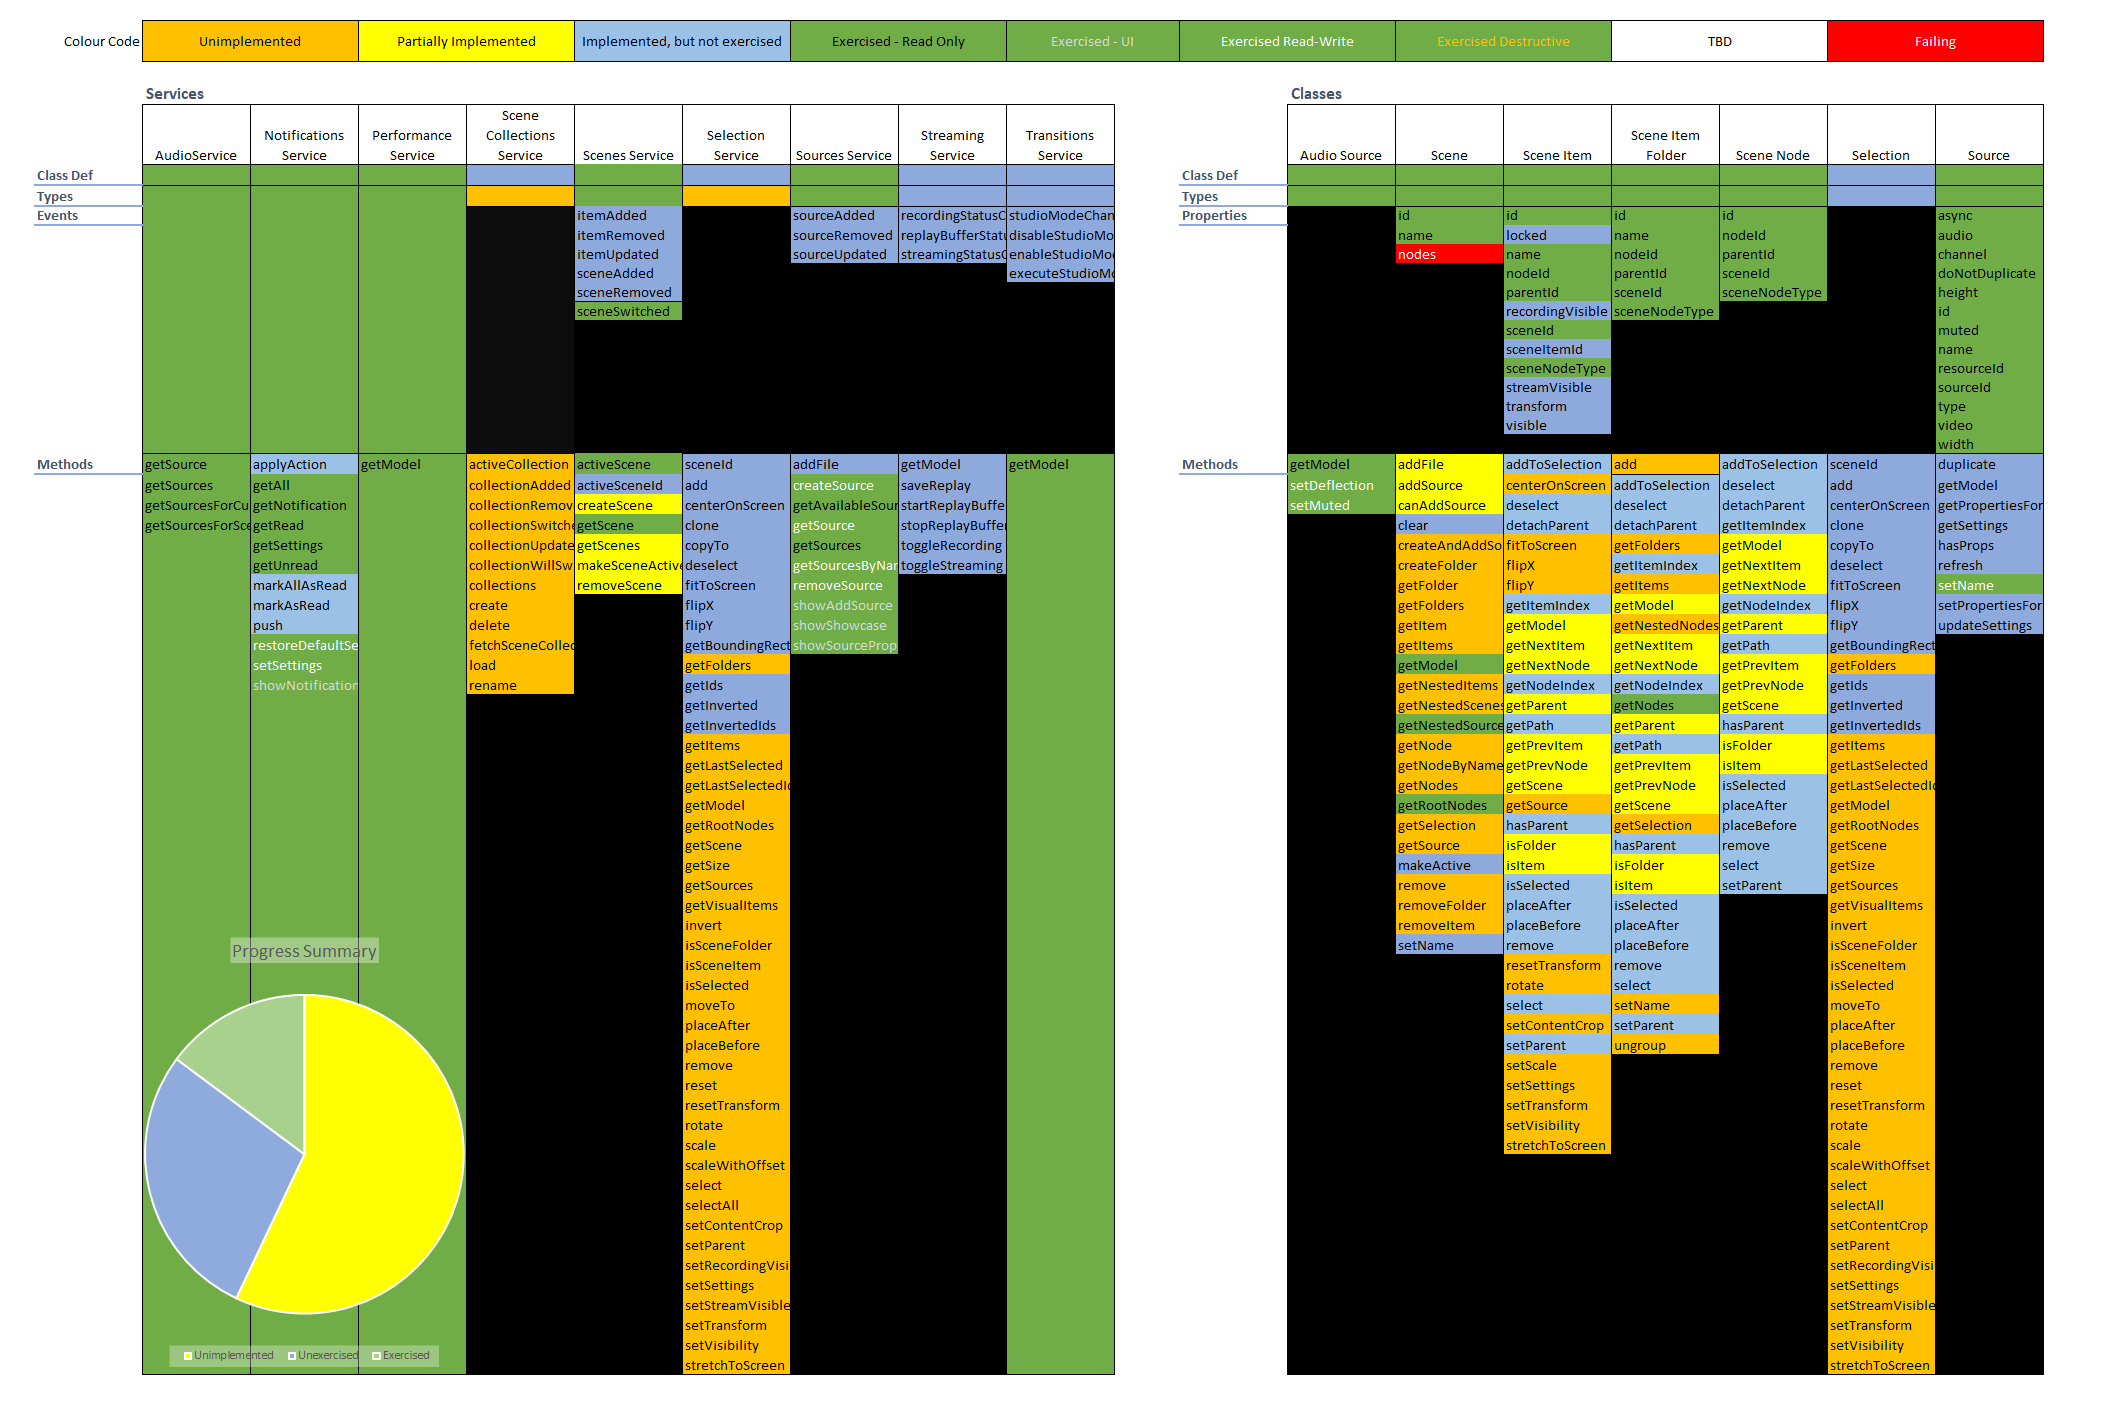 Colour Code Unimplemented Partially Implemented Implemented, but not exercised Exercised - Read Only Exercised - UI Exercised Read-Write Exercised Destructive TBD Failing
Services
AudioService
Notifications
Service
Performance
Service
Scene
Collections
Service
Scenes Service
Selection
Service
Sources Service
Streaming
Service
Transitions
Service
Class Def
Types
Events
itemAdded
itemRemoved
itemUpdated
sceneAdded
sceneRemoved
sceneSwitched
sourceAdded
sourceRemoved
sourceUpdated
recordingStatusC
replayBufferStatu
streamingStatusC
studioModeChan
disableStudioMo
enableStudioMo
executeStudioMo
Methods
getSource
getSources
getSourcesForCu
getSourcesForSce
applyAction
getAll
getNotification
getRead
getSettings
getUnread
markAllAsRead
markAsRead
push
restoreDefaultSe
setSettings
showNotification
getModel
activeCollection
collectionAdded
collectionRemov
collectionSwitche
collectionUpdate
collectionWillSw
collections
create
delete
fetchSceneCollec
load
rename
activeScene
activeSceneId
createScene
getScene
getScenes
makeSceneActive
removeScene
sceneId
add
centerOnScreen
clone
copyTo
deselect
fitToScreen
flipX
flipY
getBoundingRect
getFolders
getIds
getInverted
getInvertedIds
getItems
getLastSelected
getLastSelectedId
getModel
getRootNodes
getScene
getSize
getSources
getVisualItems
invert
isSceneFolder
isSceneItem
isSelected
moveTo
placeAfter
placeBefore
remove
reset
resetTransform
rotate
scale
scaleWithOffset
select
selectAll
setContentCrop
setParent
setRecordingVisi
setSettings
setStreamVisible
setTransform
setVisibility
stretchToScreen
addFile
createSource
getAvailableSour
getSource
getSources
getSourcesByNar
removeSource
showAddSource
showShowcase
showSourceProp
getModel
saveReplay
startReplayBuffe
stopReplayBuffer
toggleRecording
toggleStreaming
getModel
Progress Summary
Unimplemented Unexercised Exercised
Classes
Audio Source
Scene
Scene Item
Scene Item
Folder
Scene Node
Selection
Source
Class Def
Types
Properties
id
name
nodes
id
locked
name
nodeId
parentId
recordingVisible
sceneId
sceneItemId
sceneNodeType
streamVisible
transform
visible
id
name
nodeId
parentId
sceneId
sceneNodeType
id
nodeId
parentId
sceneId
sceneNodeType
async
audio
channel
doNotDuplicate
height
id
muted
name
resourceId
sourceId
type
video
width
Methods
getModel
setDeflection
setMuted
addFile
addSource
canAddSource
clear
createAndAddSo
createFolder
getFolder
getFolders
getItem
getItems
getModel
getNestedItems
getNestedScenes
getNestedSource
getNode
getNodeByName
getNodes
getRootNodes
getSelection
getSource
makeActive
remove
removeFolder
removeItem
setName
addToSelection
centerOnScreen
deselect
detachParent
fitToScreen
flipX
flipY
getItemIndex
getModel
getNextItem
getNextNode
getNodeIndex
getParent
getPath
getPrevItem
getPrevNode
getScene
getSource
hasParent
isFolder
isItem
isSelected
placeAfter
placeBefore
remove
resetTransform
rotate
select
setContentCrop
setParent
setScale
setSettings
setTransform
setVisibility
stretchToScreen
add
addToSelection
deselect
detachParent
getFolders
getItemIndex
getItems
getModel
getNestedNodes
getNextItem
getNextNode
getNodeIndex
getNodes
getParent
getPath
getPrevItem
getPrevNode
getScene
getSelection
hasParent
isFolder
isItem
isSelected
placeAfter
placeBefore
remove
select
setName
setParent
ungroup
addToSelection
deselect
detachParent
getItemIndex
getModel
getNextItem
getNextNode
getNodeIndex
getParent
getPath
getPrevItem
getPrevNode
getScene
hasParent
isFolder
isItem
isSelected
placeAfter
placeBefore
remove
select
setParent
sceneId
add
centerOnScreen
clone
copyTo
deselect
fitToScreen
flipX
flipY
getBoundingRect
getFolders
getIds
getInverted
getInvertedIds
getItems
getLastSelected
getLastSelectedId
getModel
getRootNodes
getScene
getSize
getSources
getVisualItems
invert
isSceneFolder
isSceneItem
isSelected
moveTo
placeAfter
placeBefore
remove
reset
resetTransform
rotate
scale
scaleWithOffset
select
selectAll
setContentCrop
setParent
setRecordingVisi
setSettings
setStreamVisible
setTransform
setVisibility
stretchToScreen
duplicate
getModel
getPropertiesFor
getSettings
hasProps
refresh
setName
setPropertiesFor
updateSettings